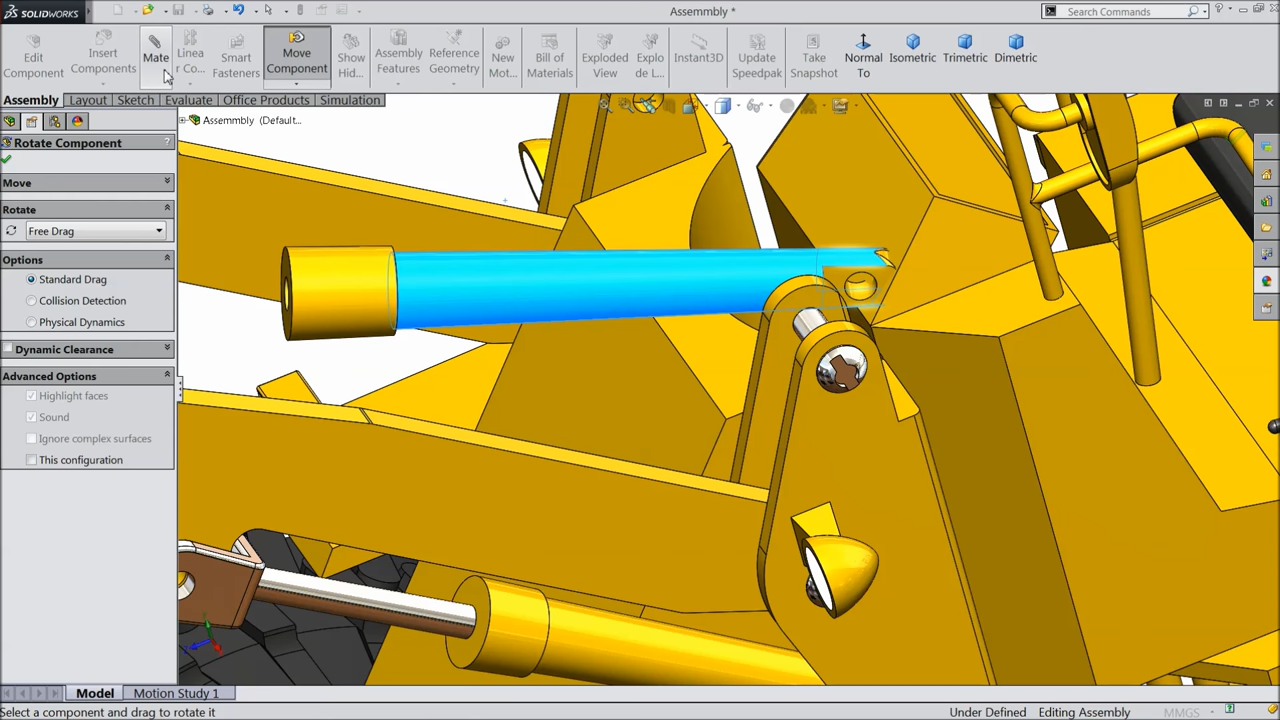 SOLIDWORKS
Assemmbly *
Search Commands
Edit
Component
Insert
Components
Mate
Linea
r Co...
Smart
Fasteners
Move
Component
Show
Hid...
Assembly
Features
Reference
Geometry
New
Mot...
Bill of
Materials
Exploded
View
Explo
de L...
Instant3D
Update
Speedpak
Take
Snapshot
Normal
To
Isometric
Trimetric
Dimetric
Assembly
Layout
Sketch
Evaluate
Office Products
Simulation
Assemmbly (Default...
Rotate Component
?
Move
Rotate
Free Drag
Options
Standard Drag
Collision Detection
Physical Dynamics
Dynamic Clearance
Advanced Options
Highlight faces
Sound
Ignore complex surfaces
This configuration
Model
Motion Study 1
Select a component and drag to rotate it
Under Defined
Editing Assembly
MMGS